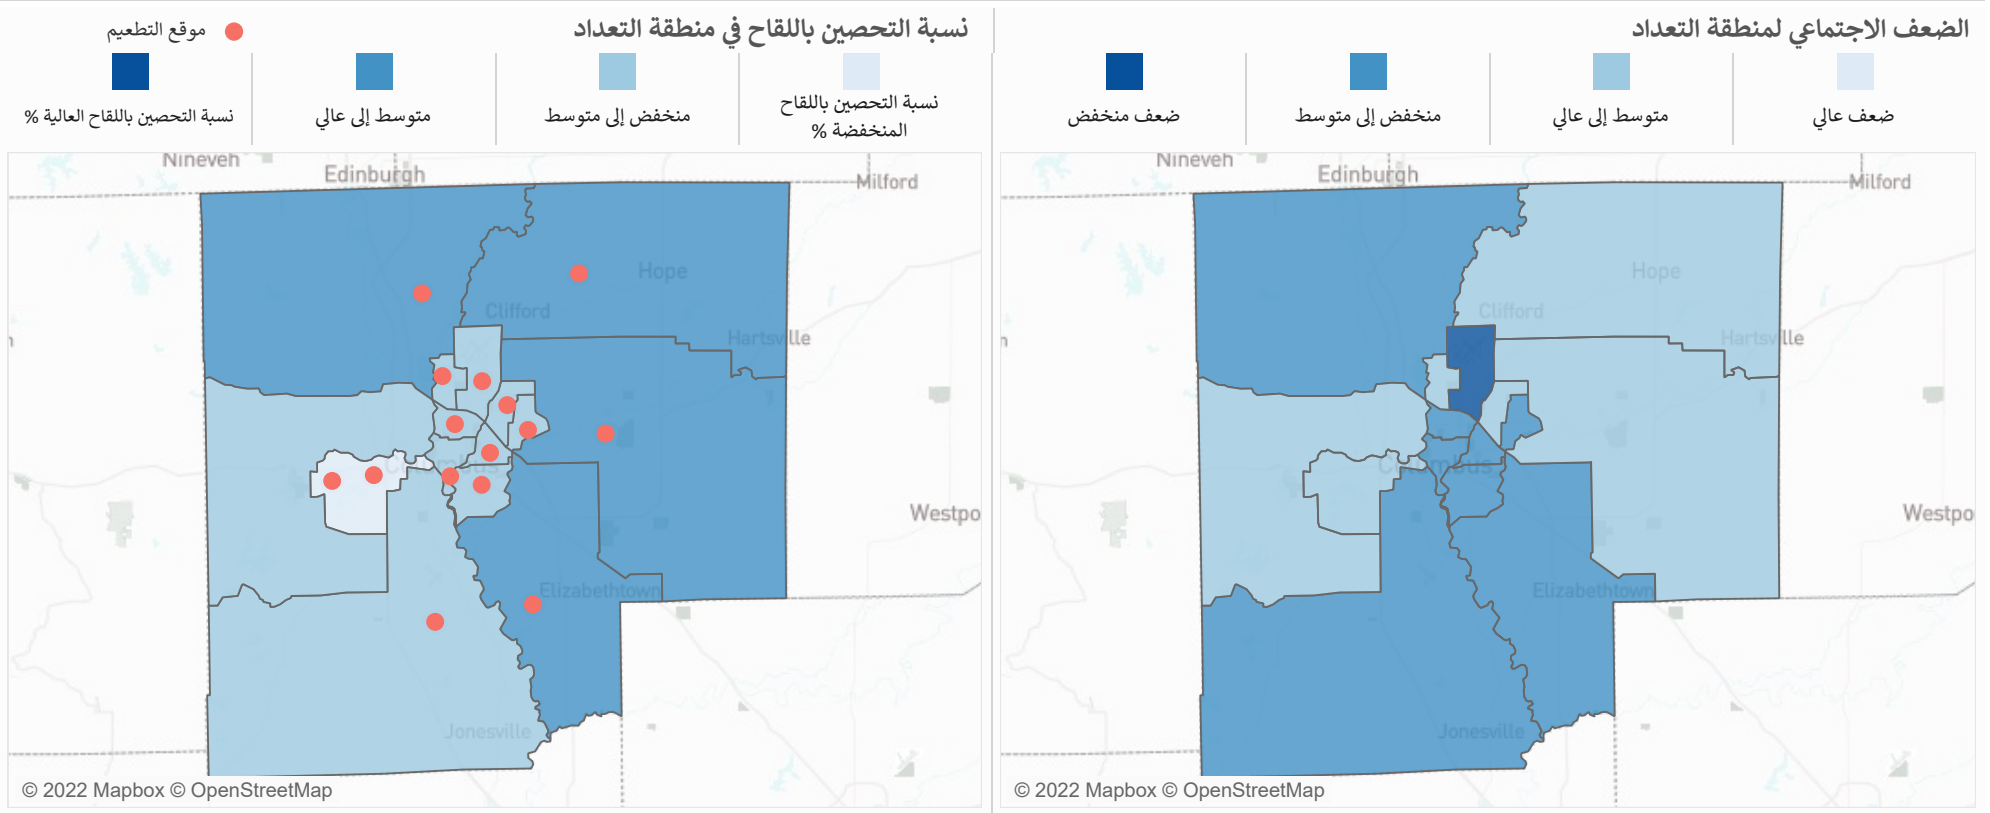 الضعف الاجتماعي لمنطقة التعداد
ضعف عالي
متوسط إلى عالي
منخفض إلى متوسط
ضعف منخفض
Nineveh
Edinburgh
Milford
Hope
Clifford
Hartsville
Columbus
Westpo
Elizabethtown
Jonesville
© 2022 Mapbox © OpenStreetMap
نسبة التحصين باللقاح في منطقة التعداد
موقع التطعيم
نسبة التحصين باللقاح
المنخفضة %
منخفض إلى متوسط
متوسط إلى عالي
نسبة التحصين باللقاح العالية %
Nineveh
Edinburgh
Milford
Hope
Clifford
Hartsville
Columbus
Westpo
Elizabethtown
Jonesville
© 2022 Mapbox © OpenStreetMap